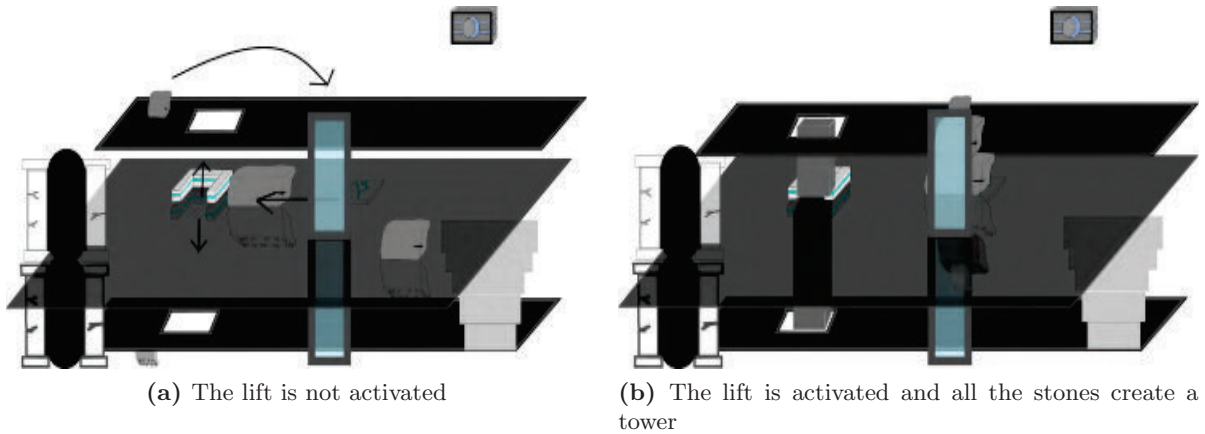 (a) The lift is not activated
(b) The lift is activated and all the stones create a
tower